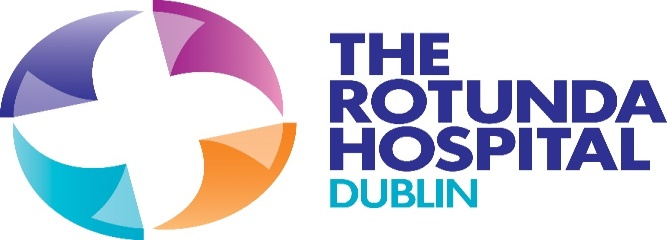 THE
ROTUNDA
HOSPITAL
DUBLIN